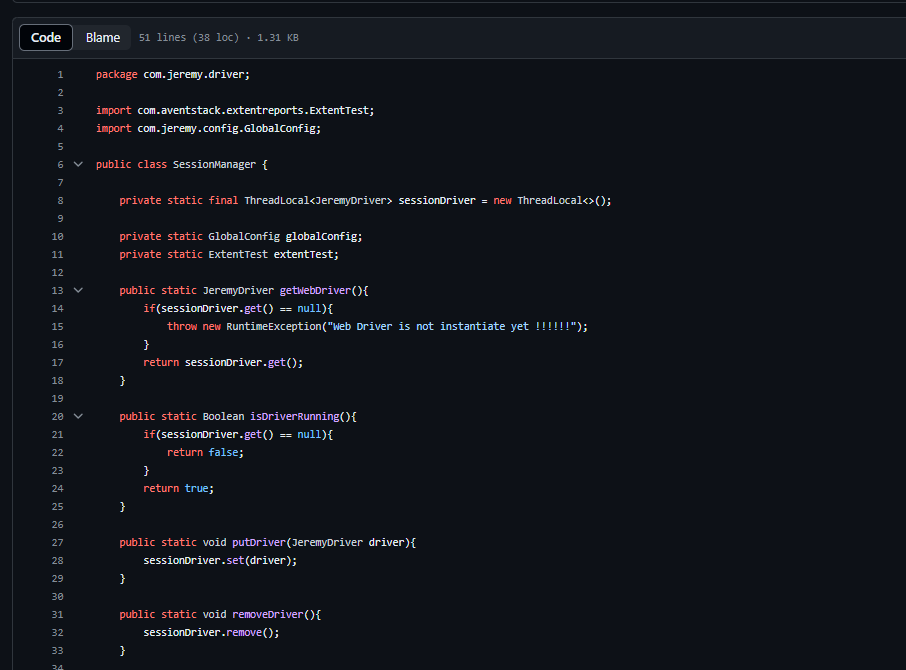 Code Blame 51 lines (38 loc) · 1.31 KB
1 package com.jeremy.driver;
2
3 import com.aventstack.extentreports.ExtentTest;
4 import com.jeremy.config.GlobalConfig;
5
6 public class SessionManager {
7
8 private static final ThreadLocal<JeremyDriver> sessionDriver = new ThreadLocal<>();
9
10 private static GlobalConfig globalConfig;
11 private static ExtentTest extentTest;
12
13 public static JeremyDriver getWebDriver(){
14 if(sessionDriver.get() == null){
15 throw new RuntimeException("Web Driver is not instantiate yet !!!!!!");
16 }
17 return sessionDriver.get();
18 }
19
20 public static Boolean isDriverRunning(){
21 if(sessionDriver.get() == null){
22 return false;
23 }
24 return true;
25 }
26
27 public static void putDriver(JeremyDriver driver){
28 sessionDriver.set(driver);
29 }
30
31 public static void removeDriver(){
32 sessionDriver.remove();
33 }
34